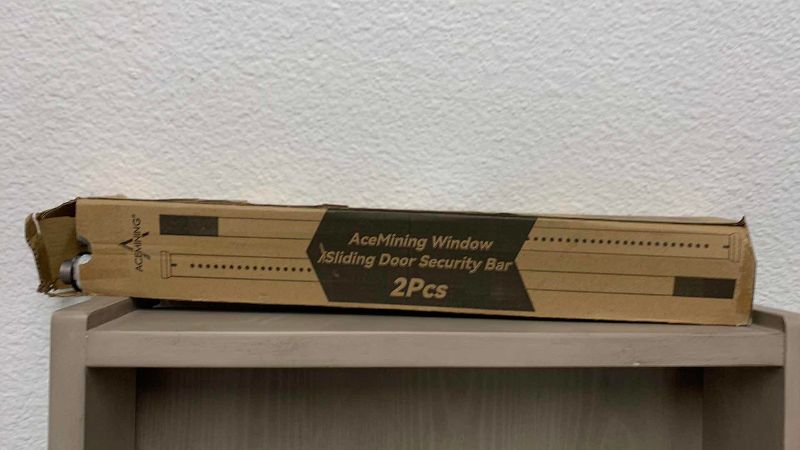 ACEMINING®
AceMining Window
/Sliding Door Security Bar
2Pcs